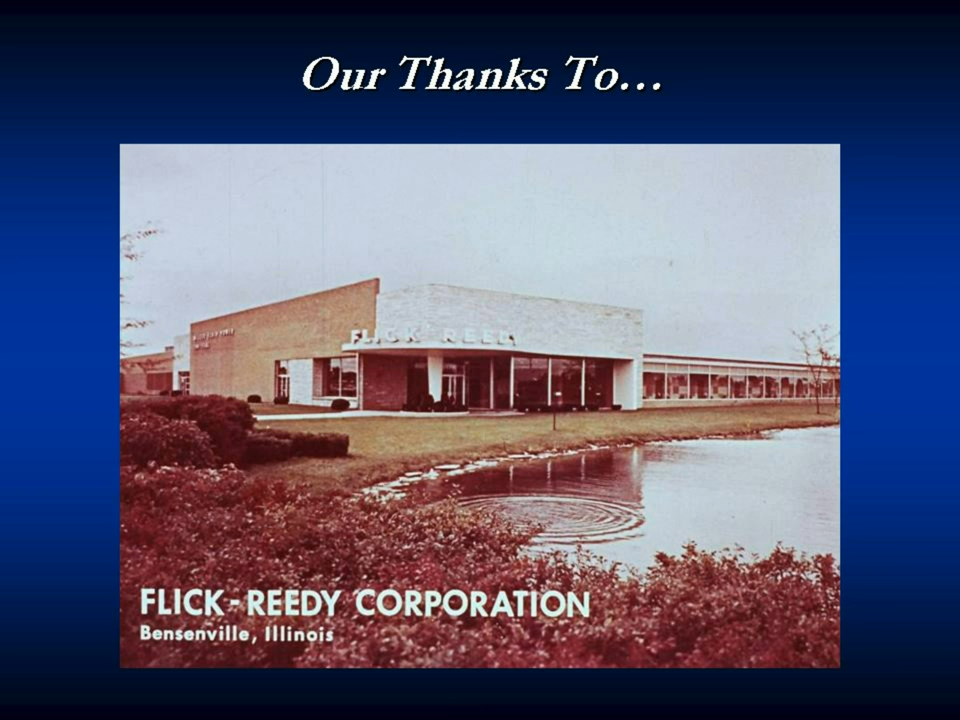 Our Thanks To...
FLICK-REEDY
FLICK-REEDY CORPORATION
Bensenville, Illinois